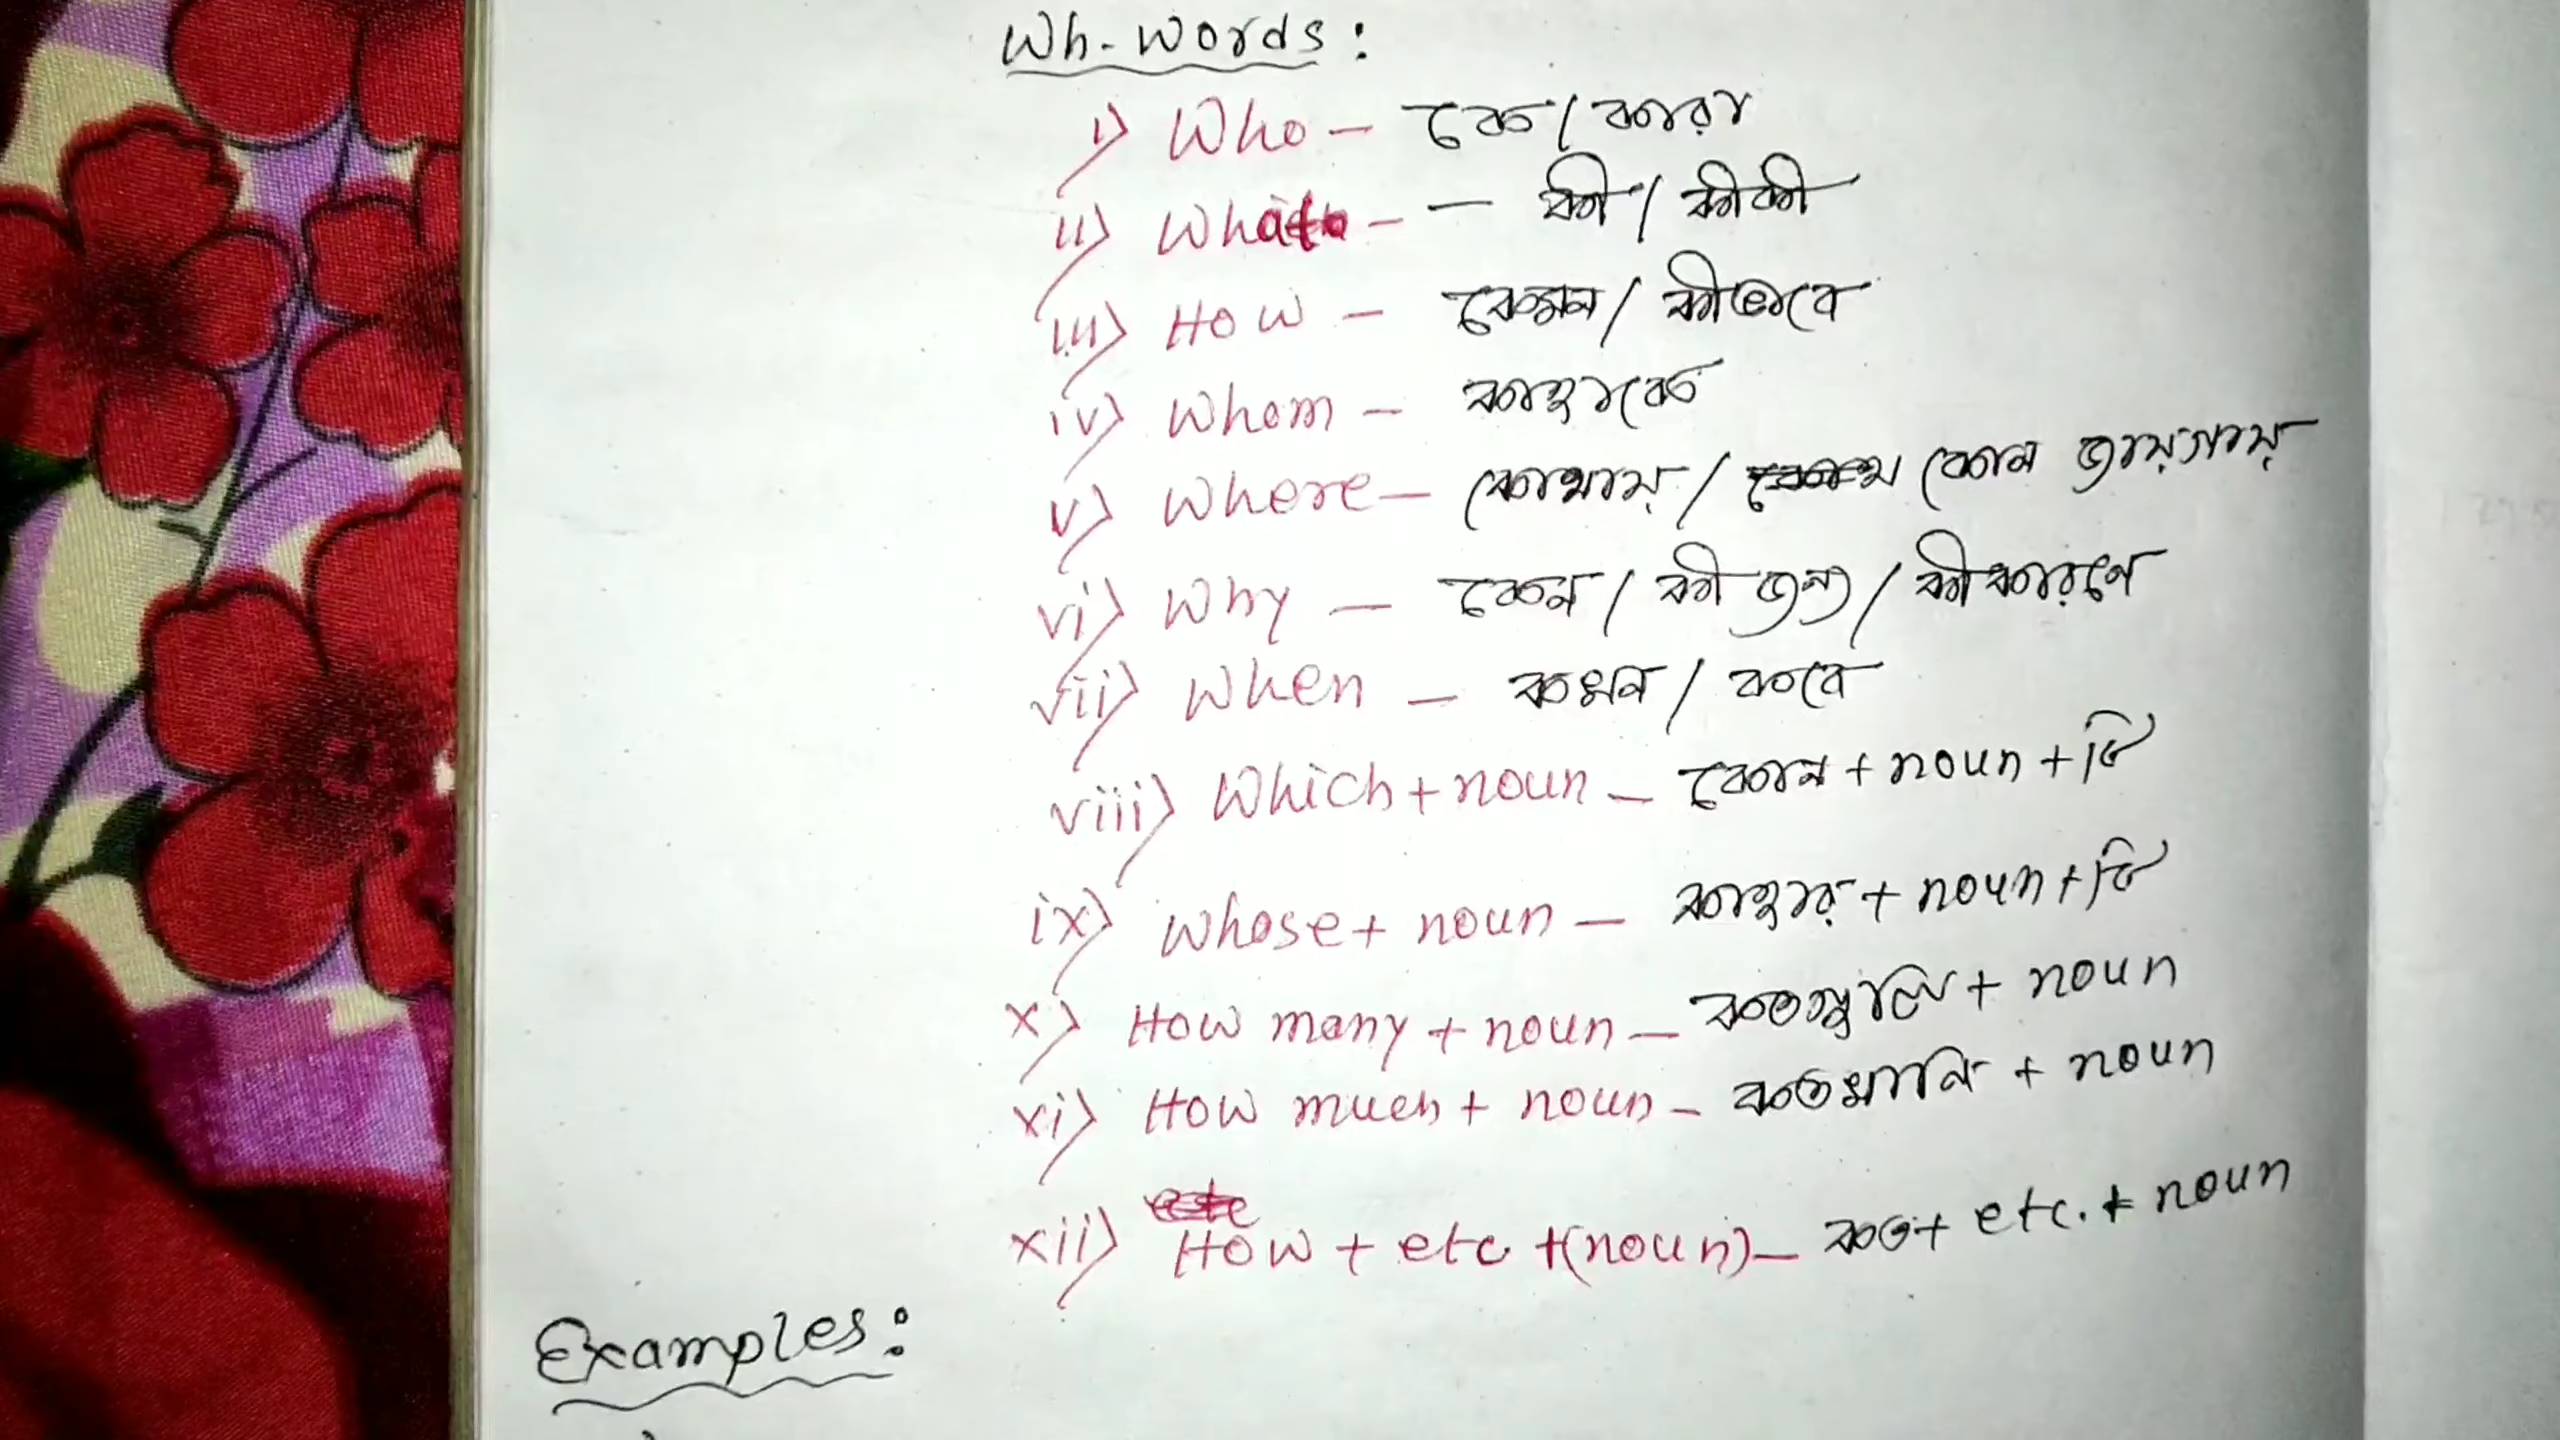 Wh-Words:
i) Who - কে/কারা
ii) What - - কী/ কীকী
iii) How - কেমন/ কীভাবে
iv) Whom - কাহাকে
v) Where - কোথায়/ কোন জায়গায়
vi) Why - কেন/ কী জন্য/ কীকারণে
vii) When - কখন/ কবে
viii) Which + noun - কোন + noun + টি
ix) Whose + noun - কাহার + noun + টি
x) How many + noun - কতগুলি + noun
xi) How much + noun - কতখানি + noun
xii) How + etc + (noun) - কত + etc. + noun
Examples: